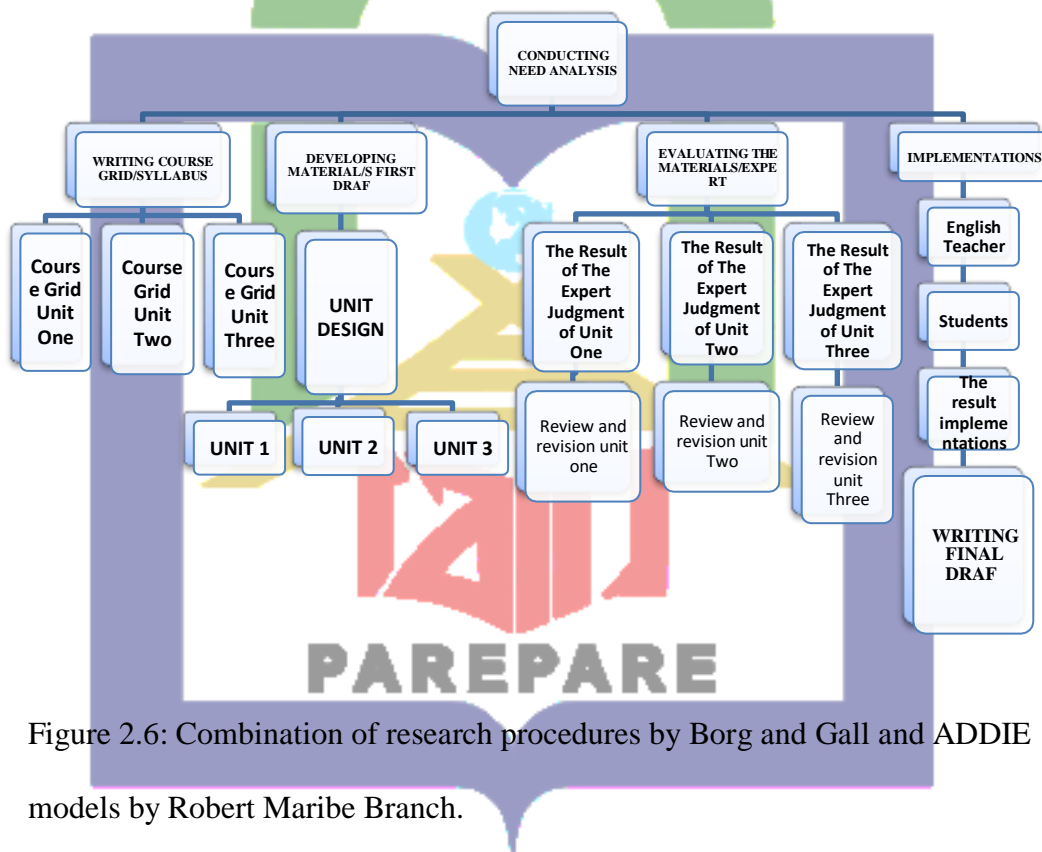 CONDUCTING
NEED ANALYSIS
WRITING COURSE
GRID/SYLLABUS
DEVELOPING
MATERIAL/S FIRST
DRAF
EVALUATING THE
MATERIALS/EXPE
RT
IMPLEMENTATIONS
Cours
e Grid
Unit
One
Course
Grid
Unit
Two
Cours
e Grid
Unit
Three
UNIT
DESIGN
UNIT 1
UNIT 2
UNIT 3
The Result
of The
Expert
Judgment
of Unit
One
The Result
of The
Expert
Judgment
of Unit
Two
The Result
of The
Expert
Judgment
of Unit
Three
Review and
revision unit
one
Review and
revision unit
Two
Review
and
revision
unit
Three
English
Teacher
Students
The
result
impleme
ntations
WRITING
FINAL
DRAF
PAREPARE
Figure 2.6: Combination of research procedures by Borg and Gall and ADDIE
models by Robert Maribe Branch.